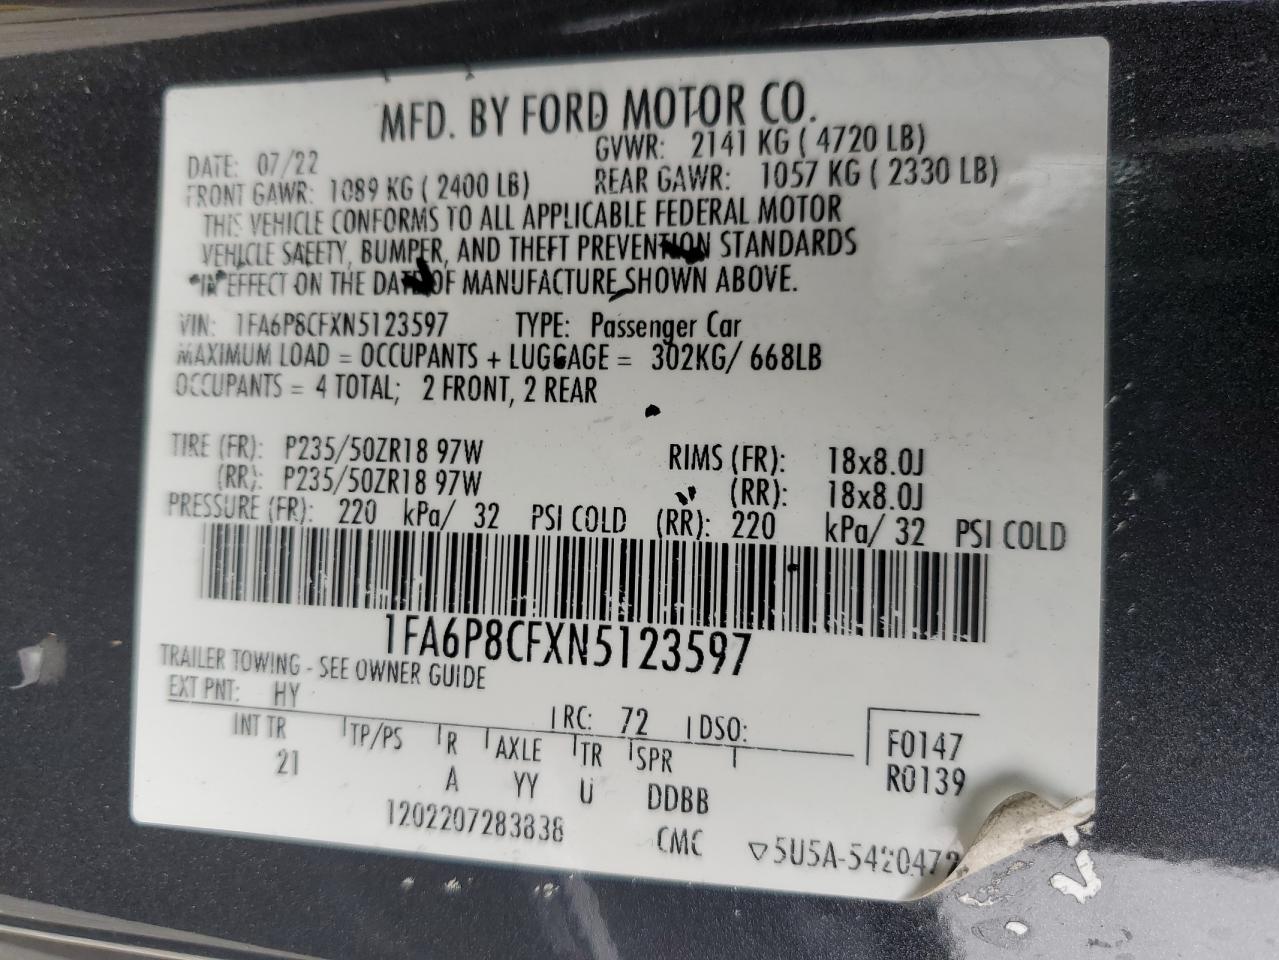 MFD. BY FORD MOTOR CO.
DATE: 07/22 GVWR: 2141 KG ( 4720 LB)
FRONT GAWR: 1089 KG ( 2400 LB) REAR GAWR: 1057 KG ( 2330 LB)
THIS VEHICLE CONFORMS TO ALL APPLICABLE FEDERAL MOTOR
VEHICLE SAFETY, BUMPER, AND THEFT PREVENTION STANDARDS
IN EFFECT ON THE DATE OF MANUFACTURE SHOWN ABOVE.
VIN: 1FA6P8CFXN5123597 TYPE: Passenger Car
MAXIMUM LOAD = OCCUPANTS + LUGGAGE = 302KG/ 668LB
OCCUPANTS = 4 TOTAL; 2 FRONT, 2 REAR
TIRE (FR): P235/50ZR18 97W RIMS (FR): 18x8.0J
(RR): P235/50ZR18 97W (RR): 18x8.0J
PRESSURE (FR): 220 kPa/ 32 PSI COLD (RR): 220 kPa/ 32 PSI COLD
1FA6P8CFXN5123597
TRAILER TOWING - SEE OWNER GUIDE
EXT PNT: HY RC: 72 DSO:
INT TR TP/PS R AXLE TR SPR F0147
21 A YY U DDBB R0139
1202207283838 CMC 5U5A-5420472